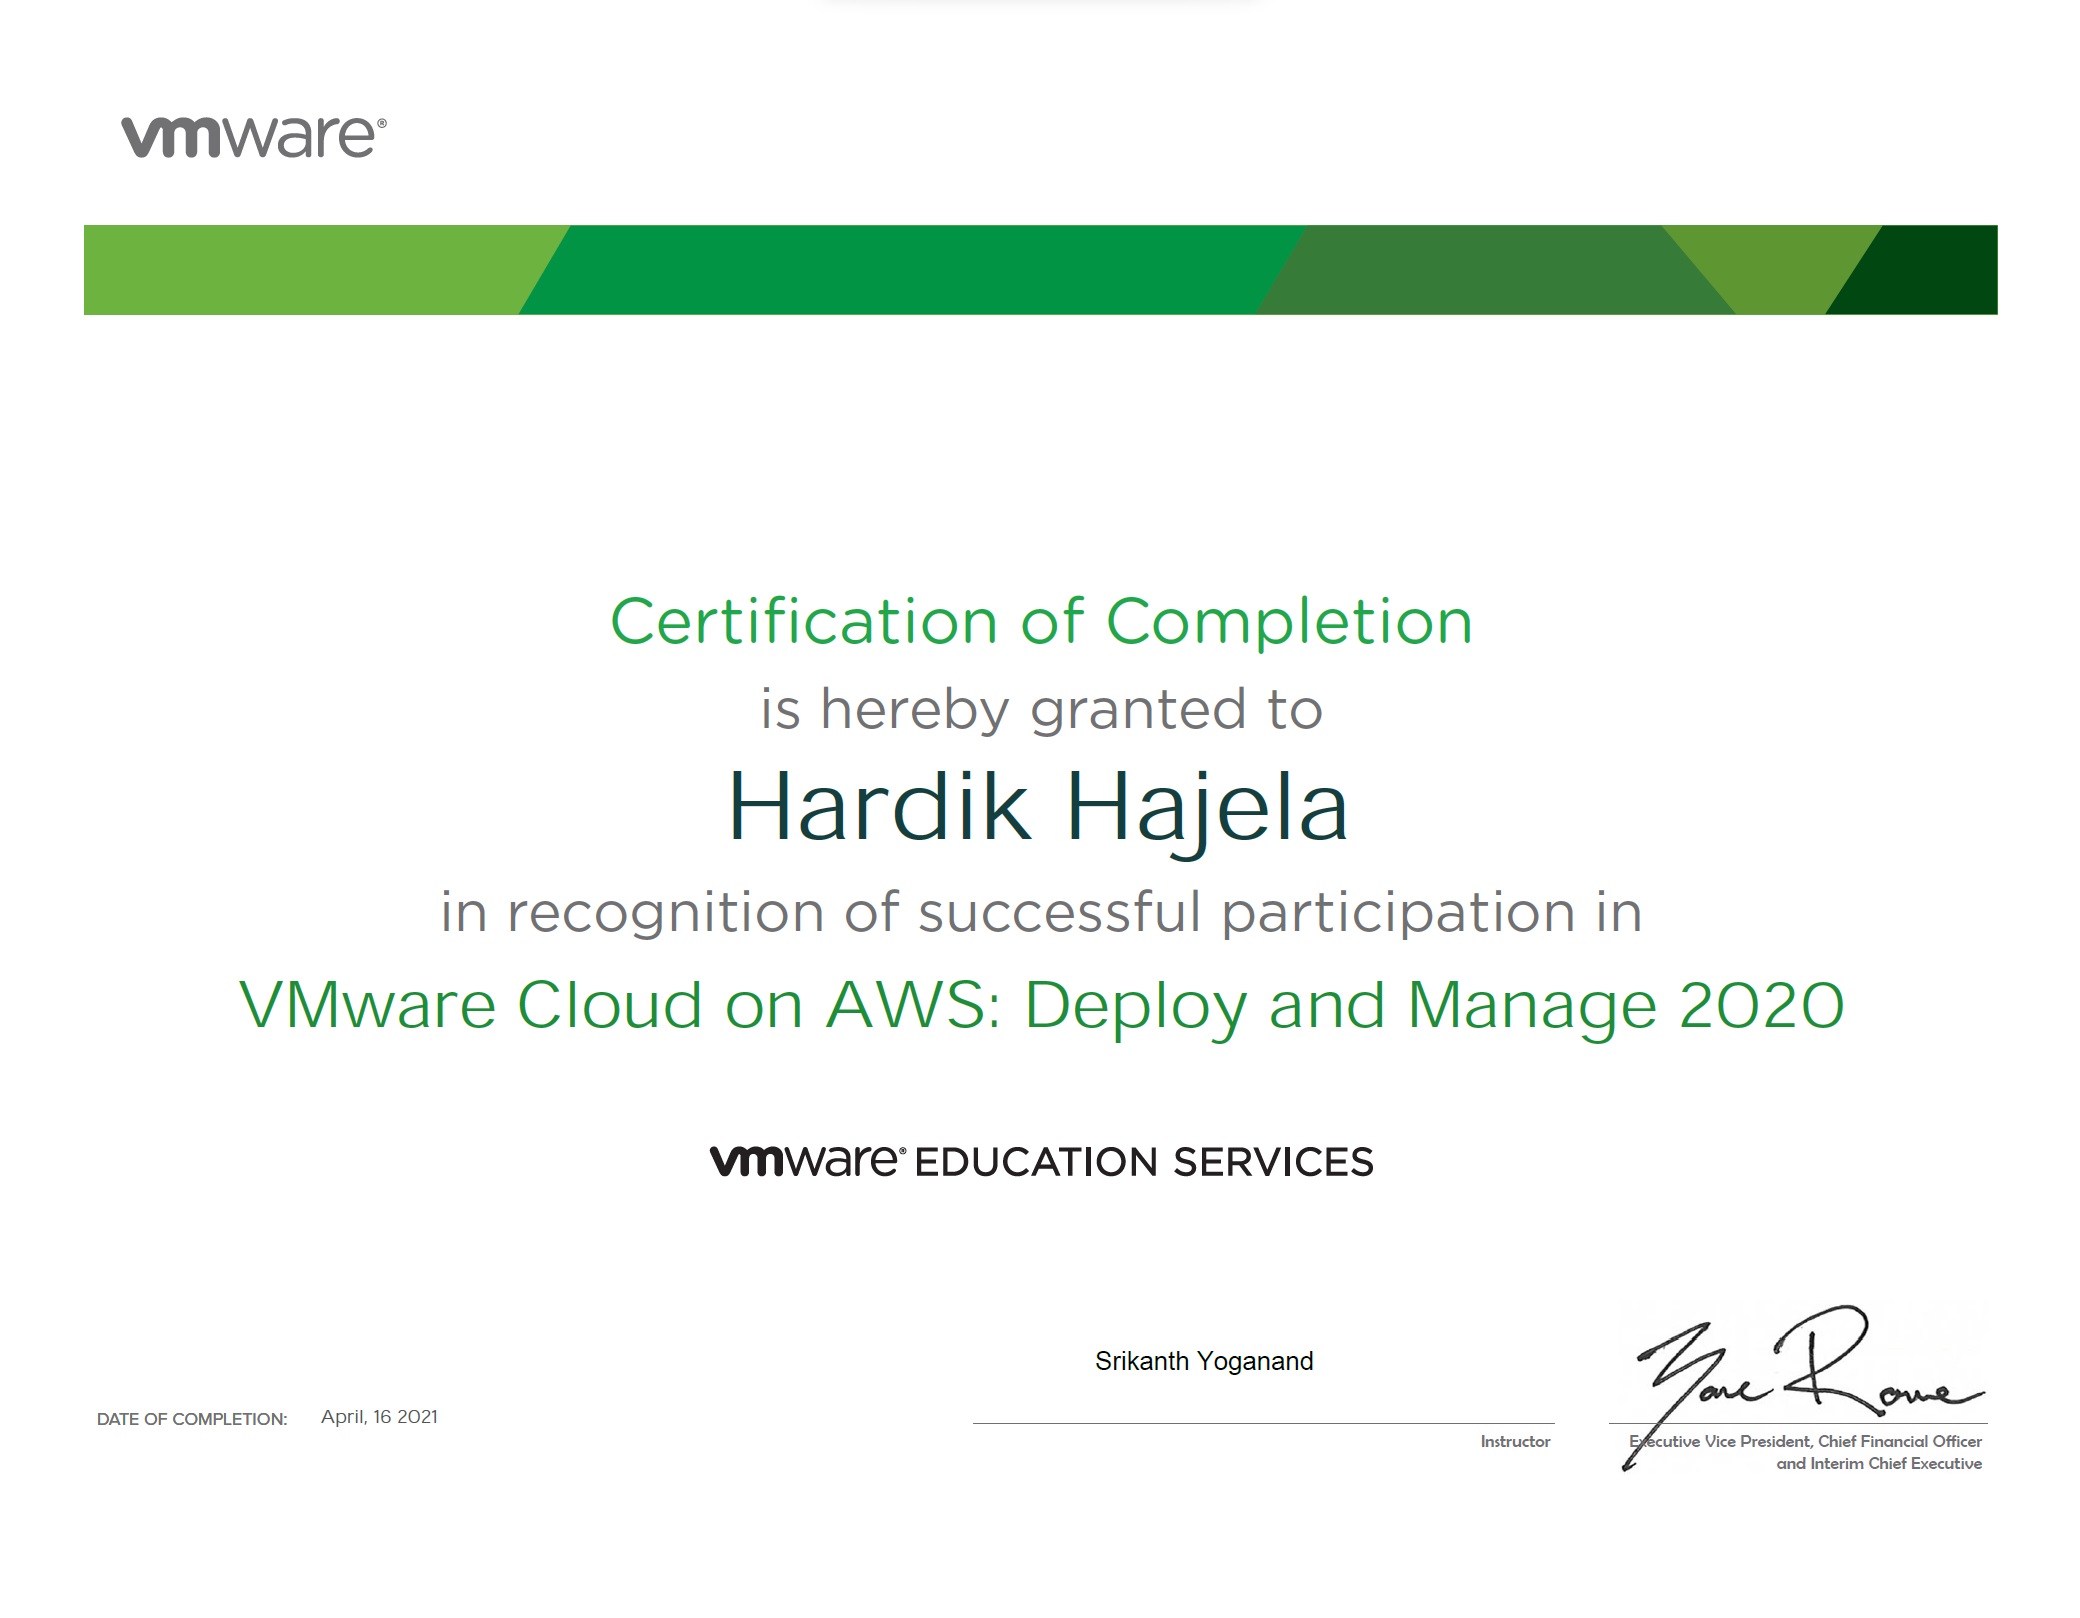 vmware®
Certification of Completion
is hereby granted to
Hardik Hajela
in recognition of successful participation in
VMware Cloud on AWS: Deploy and Manage 2020
vmware® EDUCATION SERVICES
DATE OF COMPLETION: April, 16 2021
Srikanth Yoganand
Instructor
Zane Rowe
Executive Vice President, Chief Financial Officer
and Interim Chief Executive